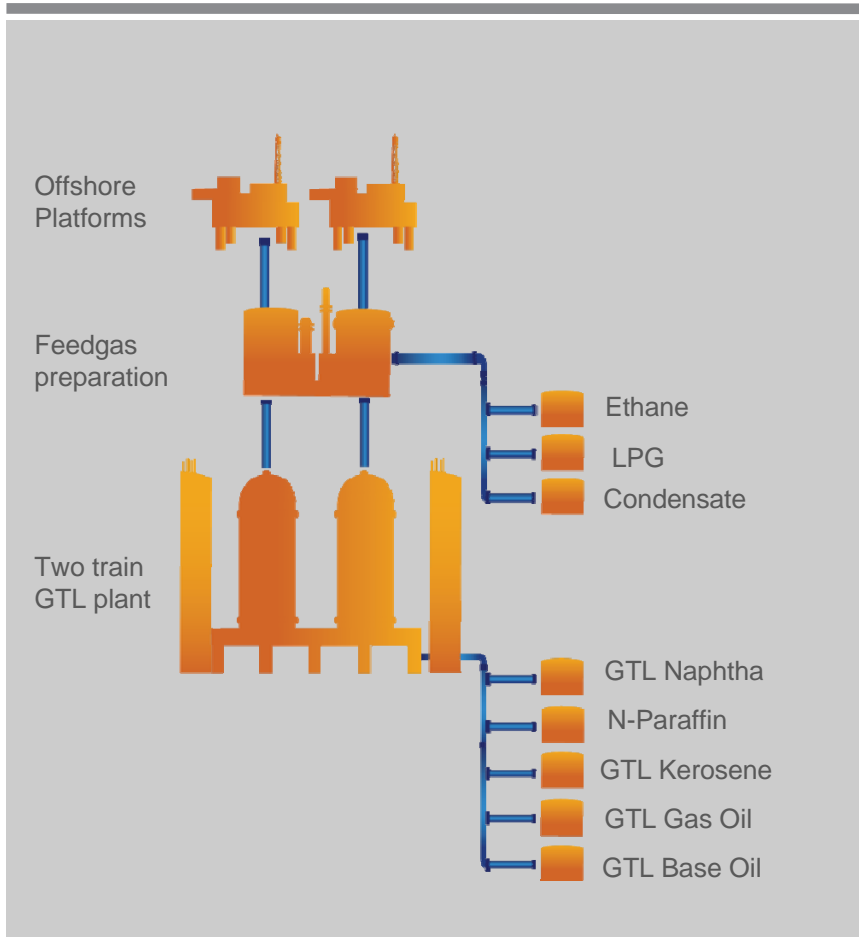 Offshore
Platforms
Feedgas
preparation
Ethane
LPG
Condensate
Two train
GTL plant
GTL Naphtha
N-Paraffin
GTL Kerosene
GTL Gas Oil
GTL Base Oil